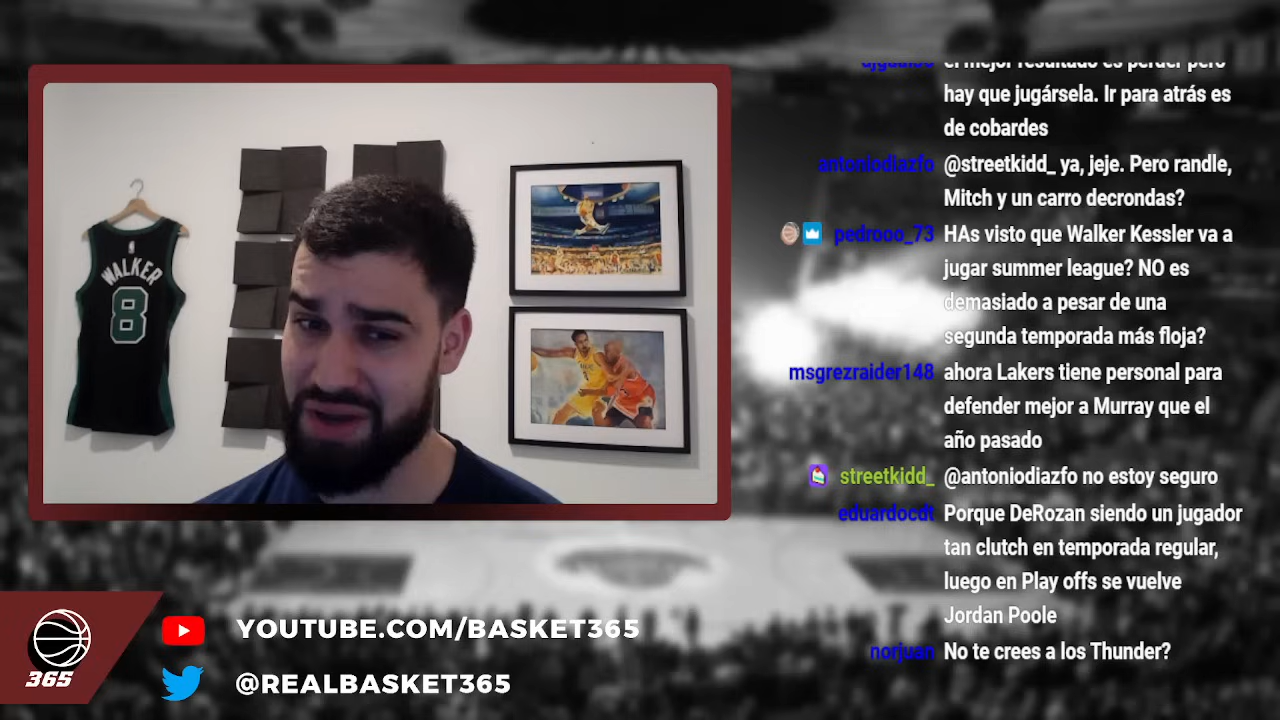 WALKER
8
el mejor resultado es perder pero
hay que jugársela. Ir para atrás es
de cobardes
antoniodiazfo @streetkidd_ ya, jeje. Pero randle,
Mitch y un carro decrondas?
pedrooo_73 HAs visto que Walker Kessler va a
jugar summer league? NO es
demasiado a pesar de una
segunda temporada más floja?
msgrezraider148 ahora Lakers tiene personal para
defender mejor a Murray que el
año pasado
streetkidd_ @antoniodiazfo no estoy seguro
eduardocdt Porque DeRozan siendo un jugador
tan clutch en temporada regular,
luego en Play offs se vuelve
Jordan Poole
norjuan No te crees a los Thunder?
365
YOUTUBE.COM/BASKET365
@REALBASKET365